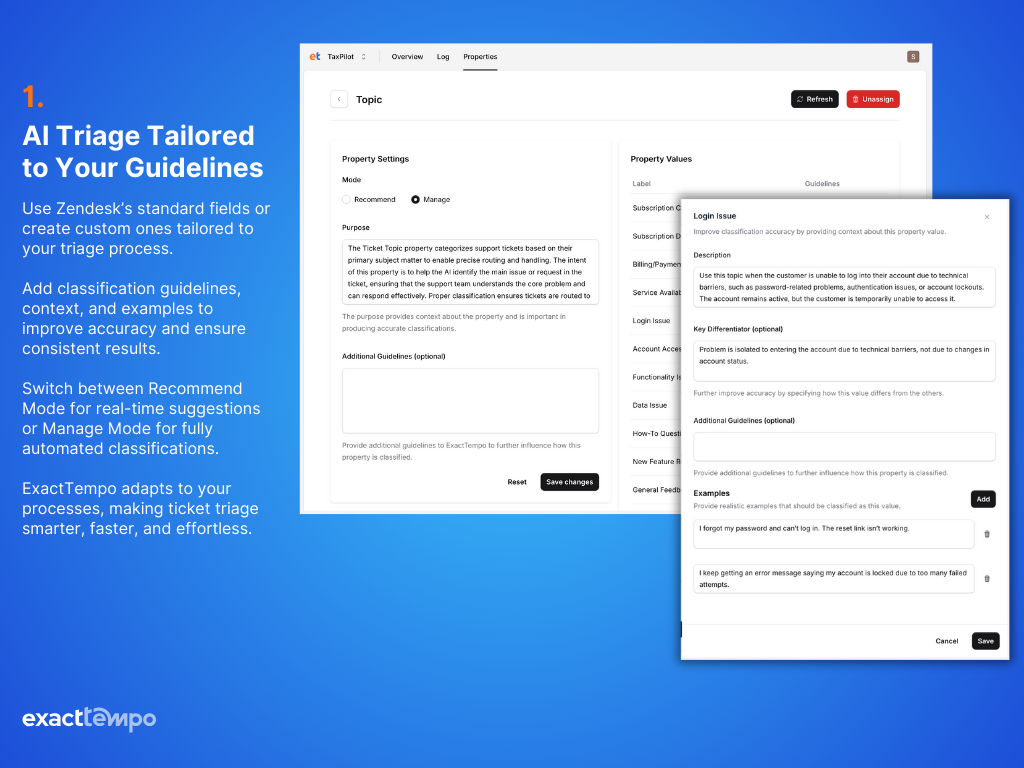 1.
AI Triage Tailored
to Your Guidelines
Use Zendesk's standard fields or
create custom ones tailored to
your triage process.
Add classification guidelines,
context, and examples to
improve accuracy and ensure
consistent results.
Switch between Recommend
Mode for real-time suggestions
or Manage Mode for fully
automated classifications.
ExactTempo adapts to your
processes, making ticket triage
smarter, faster, and effortless.
exacttempo
et TaxPilot Overview Log Properties S
Topic Refresh Unassign
Property Settings
Mode
Recommend Manage
Purpose
The Ticket Topic property categorizes support tickets based on their
primary subject matter to enable precise routing and handling. The intent
of this property is to help the AI identify the main issue or request in the
ticket, ensuring that the support team understands the core problem and
can respond effectively. Proper classification ensures tickets are routed to
The purpose provides context about the property and is important in
producing accurate classifications.
Additional Guidelines (optional)
Provide additional guidelines to ExactTempo to further influence how this
property is classified.
Reset Save changes
Property Values
Label Guidelines
Subscription C
Subscription D
Billing/Paymen
Service Availab
Login Issue
Account Acces
Functionality Is
Data Issue
How-To Questi
New Feature R
General Feedb
Login Issue
Improve classification accuracy by providing context about this property value.
Description
Use this topic when the customer is unable to log into their account due to technical
barriers, such as password-related problems, authentication issues, or account lockouts.
The account remains active, but the customer is temporarily unable to access it.
Key Differentiator (optional)
Problem is isolated to entering the account due to technical barriers, not due to changes in
account status.
Further improve accuracy by specifying how this value differs from the others.
Additional Guidelines (optional)
Provide additional guidelines to further influence how this property is classified.
Examples
Provide realistic examples that should be classified as this value.
Add
I forgot my password and can't log in. The reset link isn't working.
I keep getting an error message saying my account is locked due to too many failed
attempts.
Cancel Save